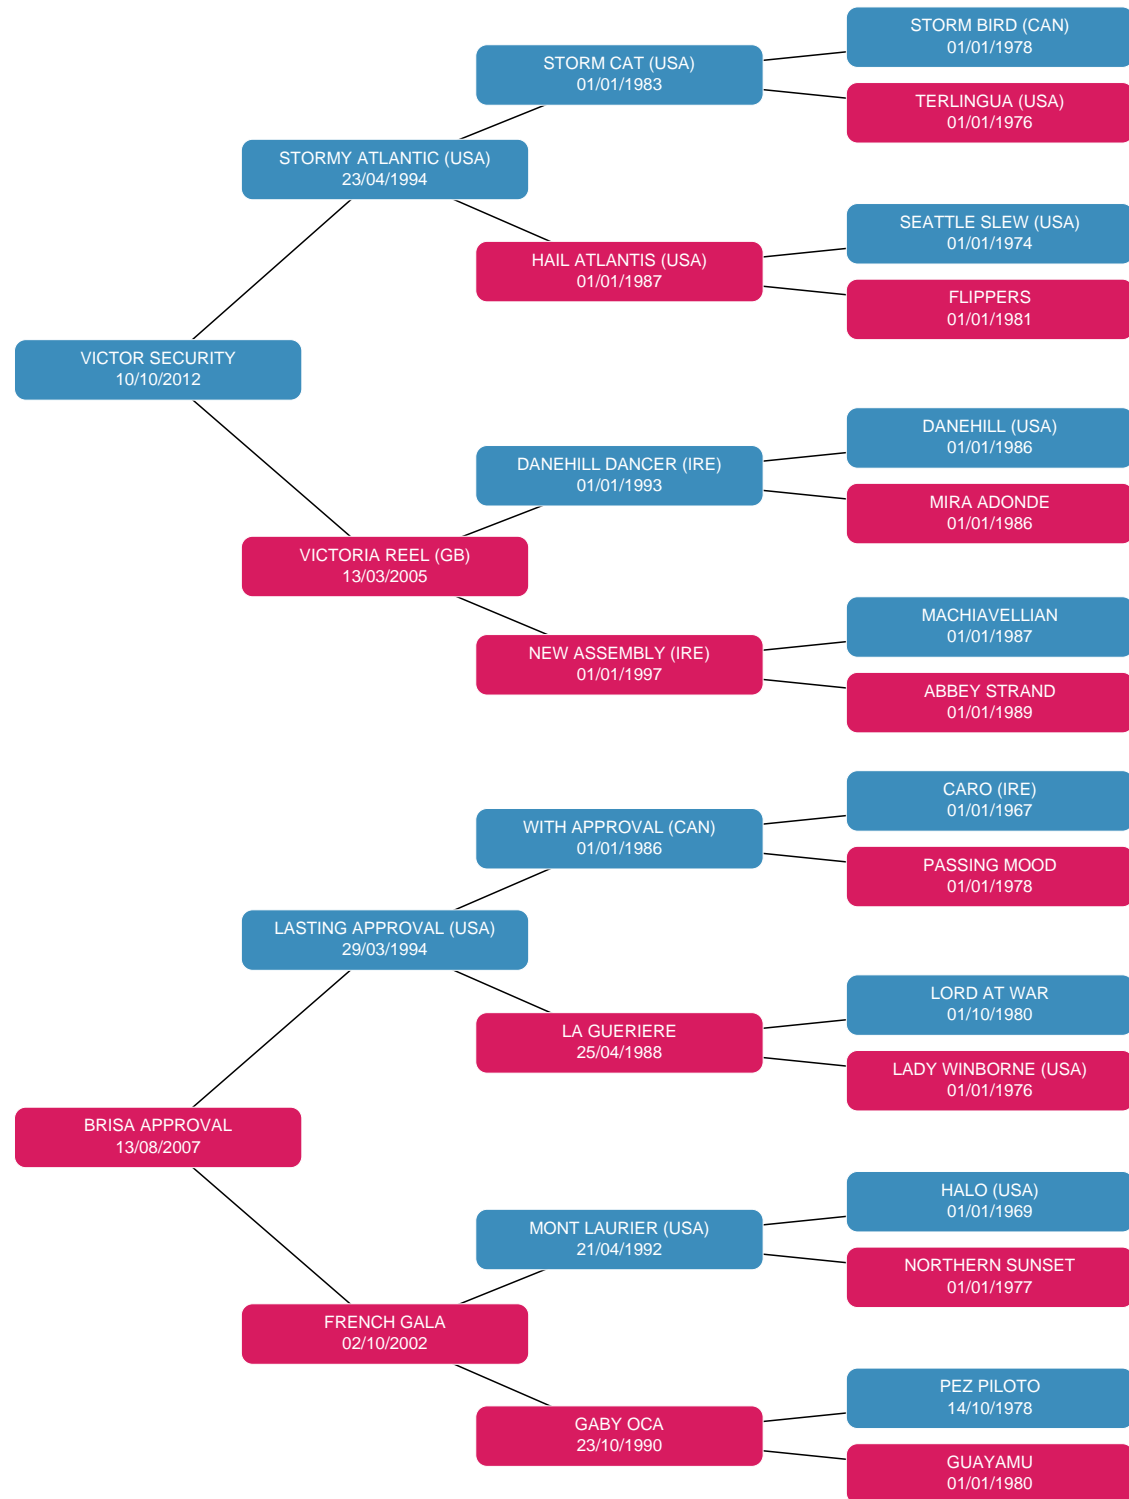 STORM BIRD (CAN)
01/01/1978
STORM CAT (USA)
01/01/1983
TERLINGUA (USA)
01/01/1976
STORMY ATLANTIC (USA)
23/04/1994
SEATTLE SLEW (USA)
01/01/1974
HAIL ATLANTIS (USA)
01/01/1987
FLIPPERS
01/01/1981
VICTOR SECURITY
10/10/2012
DANEHILL (USA)
01/01/1986
DANEHILL DANCER (IRE)
01/01/1993
MIRA ADONDE
01/01/1986
VICTORIA REEL (GB)
13/03/2005
MACHIAVELLIAN
01/01/1987
NEW ASSEMBLY (IRE)
01/01/1997
ABBEY STRAND
01/01/1989
CARO (IRE)
01/01/1967
WITH APPROVAL (CAN)
01/01/1986
PASSING MOOD
01/01/1978
LASTING APPROVAL (USA)
29/03/1994
LORD AT WAR
01/10/1980
LA GUERIERE
25/04/1988
LADY WINBORNE (USA)
01/01/1976
BRISA APPROVAL
13/08/2007
HALO (USA)
01/01/1969
MONT LAURIER (USA)
21/04/1992
NORTHERN SUNSET
01/01/1977
FRENCH GALA
02/10/2002
PEZ PILOTO
14/10/1978
GABY OCA
23/10/1990
GUAYAMU
01/01/1980